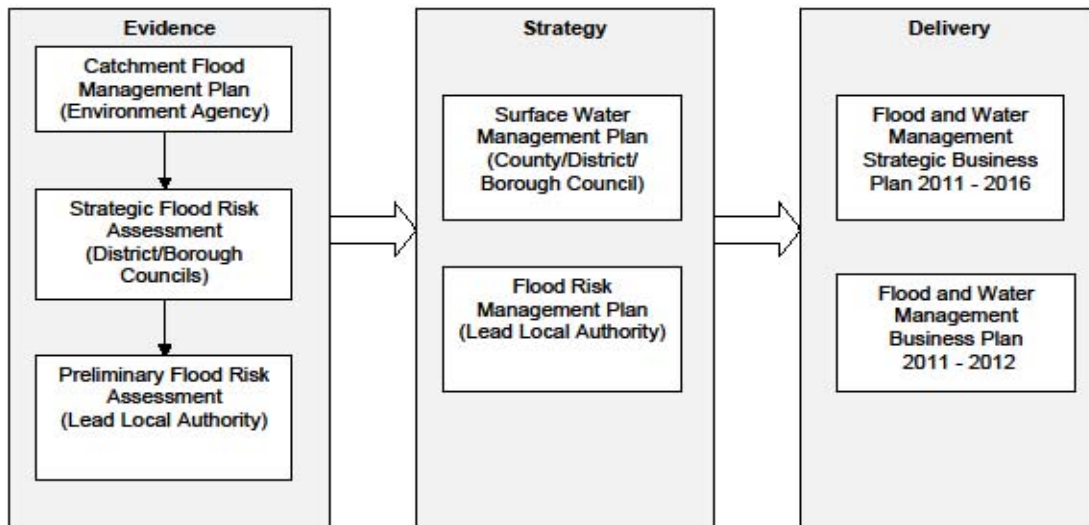 Evidence
Catchment Flood
Management Plan
(Environment Agency)
Strategic Flood Risk
Assessment
(District/Borough
Councils)
Preliminary Flood Risk
Assessment
(Lead Local Authority)
Strategy
Surface Water
Management Plan
(County/District/
Borough Council)
Flood Risk
Management Plan
(Lead Local Authority)
Delivery
Flood and Water
Management
Strategic Business
Plan 2011 - 2016
Flood and Water
Management
Business Plan
2011 - 2012